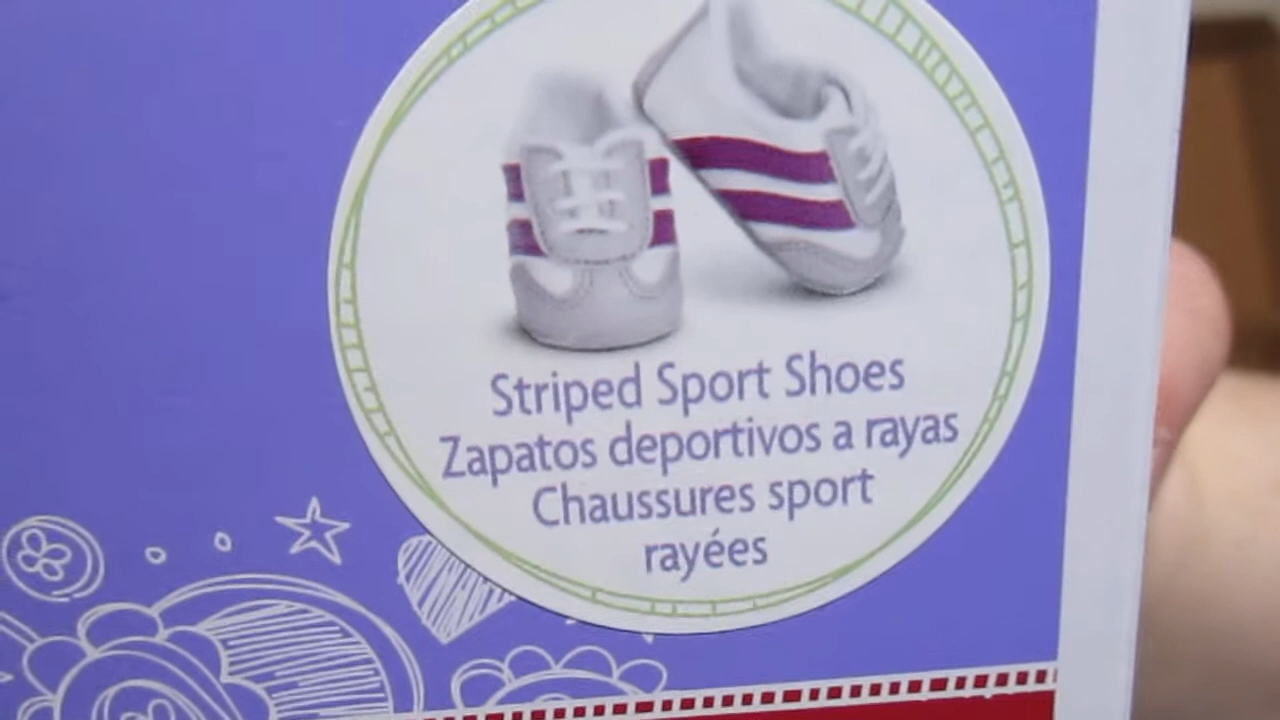 Striped Sport Shoes
Zapatos deportivos a rayas
Chaussures sport
rayées